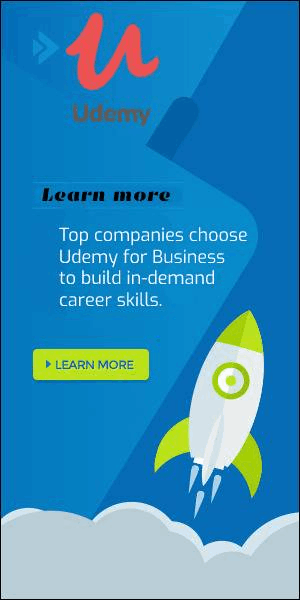 Udemy
Learn more
Top companies choose
Udemy for Business
to build in-demand
career skills.
LEARN MORE